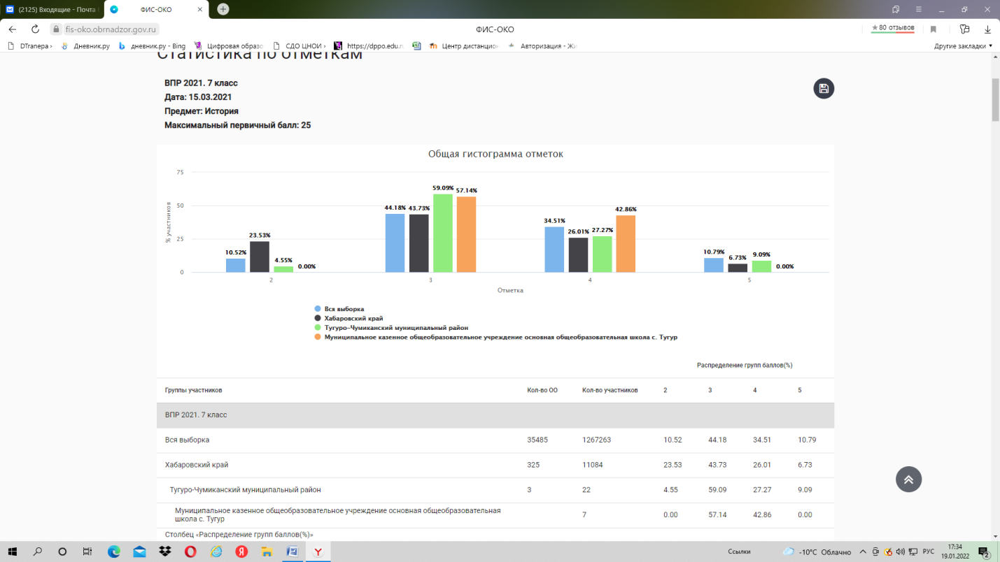 (2125) Входящие - Почта
ФИС-ОКО
fis-oko.obrnadzor.gov.ru
ФИС-ОКО
80 отзывов
DTranepa
Дневник.ру
дневник.ру - Bing
Цифровая образо
СДО ЦНОИ
https://dppo.edu.ru
Центр дистанцион
Авторизация - Жи
Другие закладки
Статистика по отметкам
ВПР 2021. 7 класс
Дата: 15.03.2021
Предмет: История
Максимальный первичный балл: 25
Общая гистограмма отметок
% участников
75
50
25
0
10.52% 23.53% 4.55% 0.00%
44.18% 43.73% 59.09% 57.14%
34.51% 26.01% 27.27% 42.86%
10.79% 6.73% 9.09% 0.00%
2 3 4 5
Отметка
Вся выборка
Хабаровский край
Тугуро-Чумиканский муниципальный район
Муниципальное казенное общеобразовательное учреждение основная общеобразовательная школа с. Тугур
Распределение групп баллов(%)
Группы участников Кол-во ОО Кол-во участников 2 3 4 5
ВПР 2021. 7 класс
Вся выборка 35485 1267263 10.52 44.18 34.51 10.79
Хабаровский край 325 11084 23.53 43.73 26.01 6.73
Тугуро-Чумиканский муниципальный район 3 22 4.55 59.09 27.27 9.09
Муниципальное казенное общеобразовательное учреждение основная общеобразовательная
школа с. Тугур 7 0.00 57.14 42.86 0.00
Столбец «Распределение групп баллов(%)»
Ссылки
-10°C Облачно
РУС
17:34
19.01.2022
2